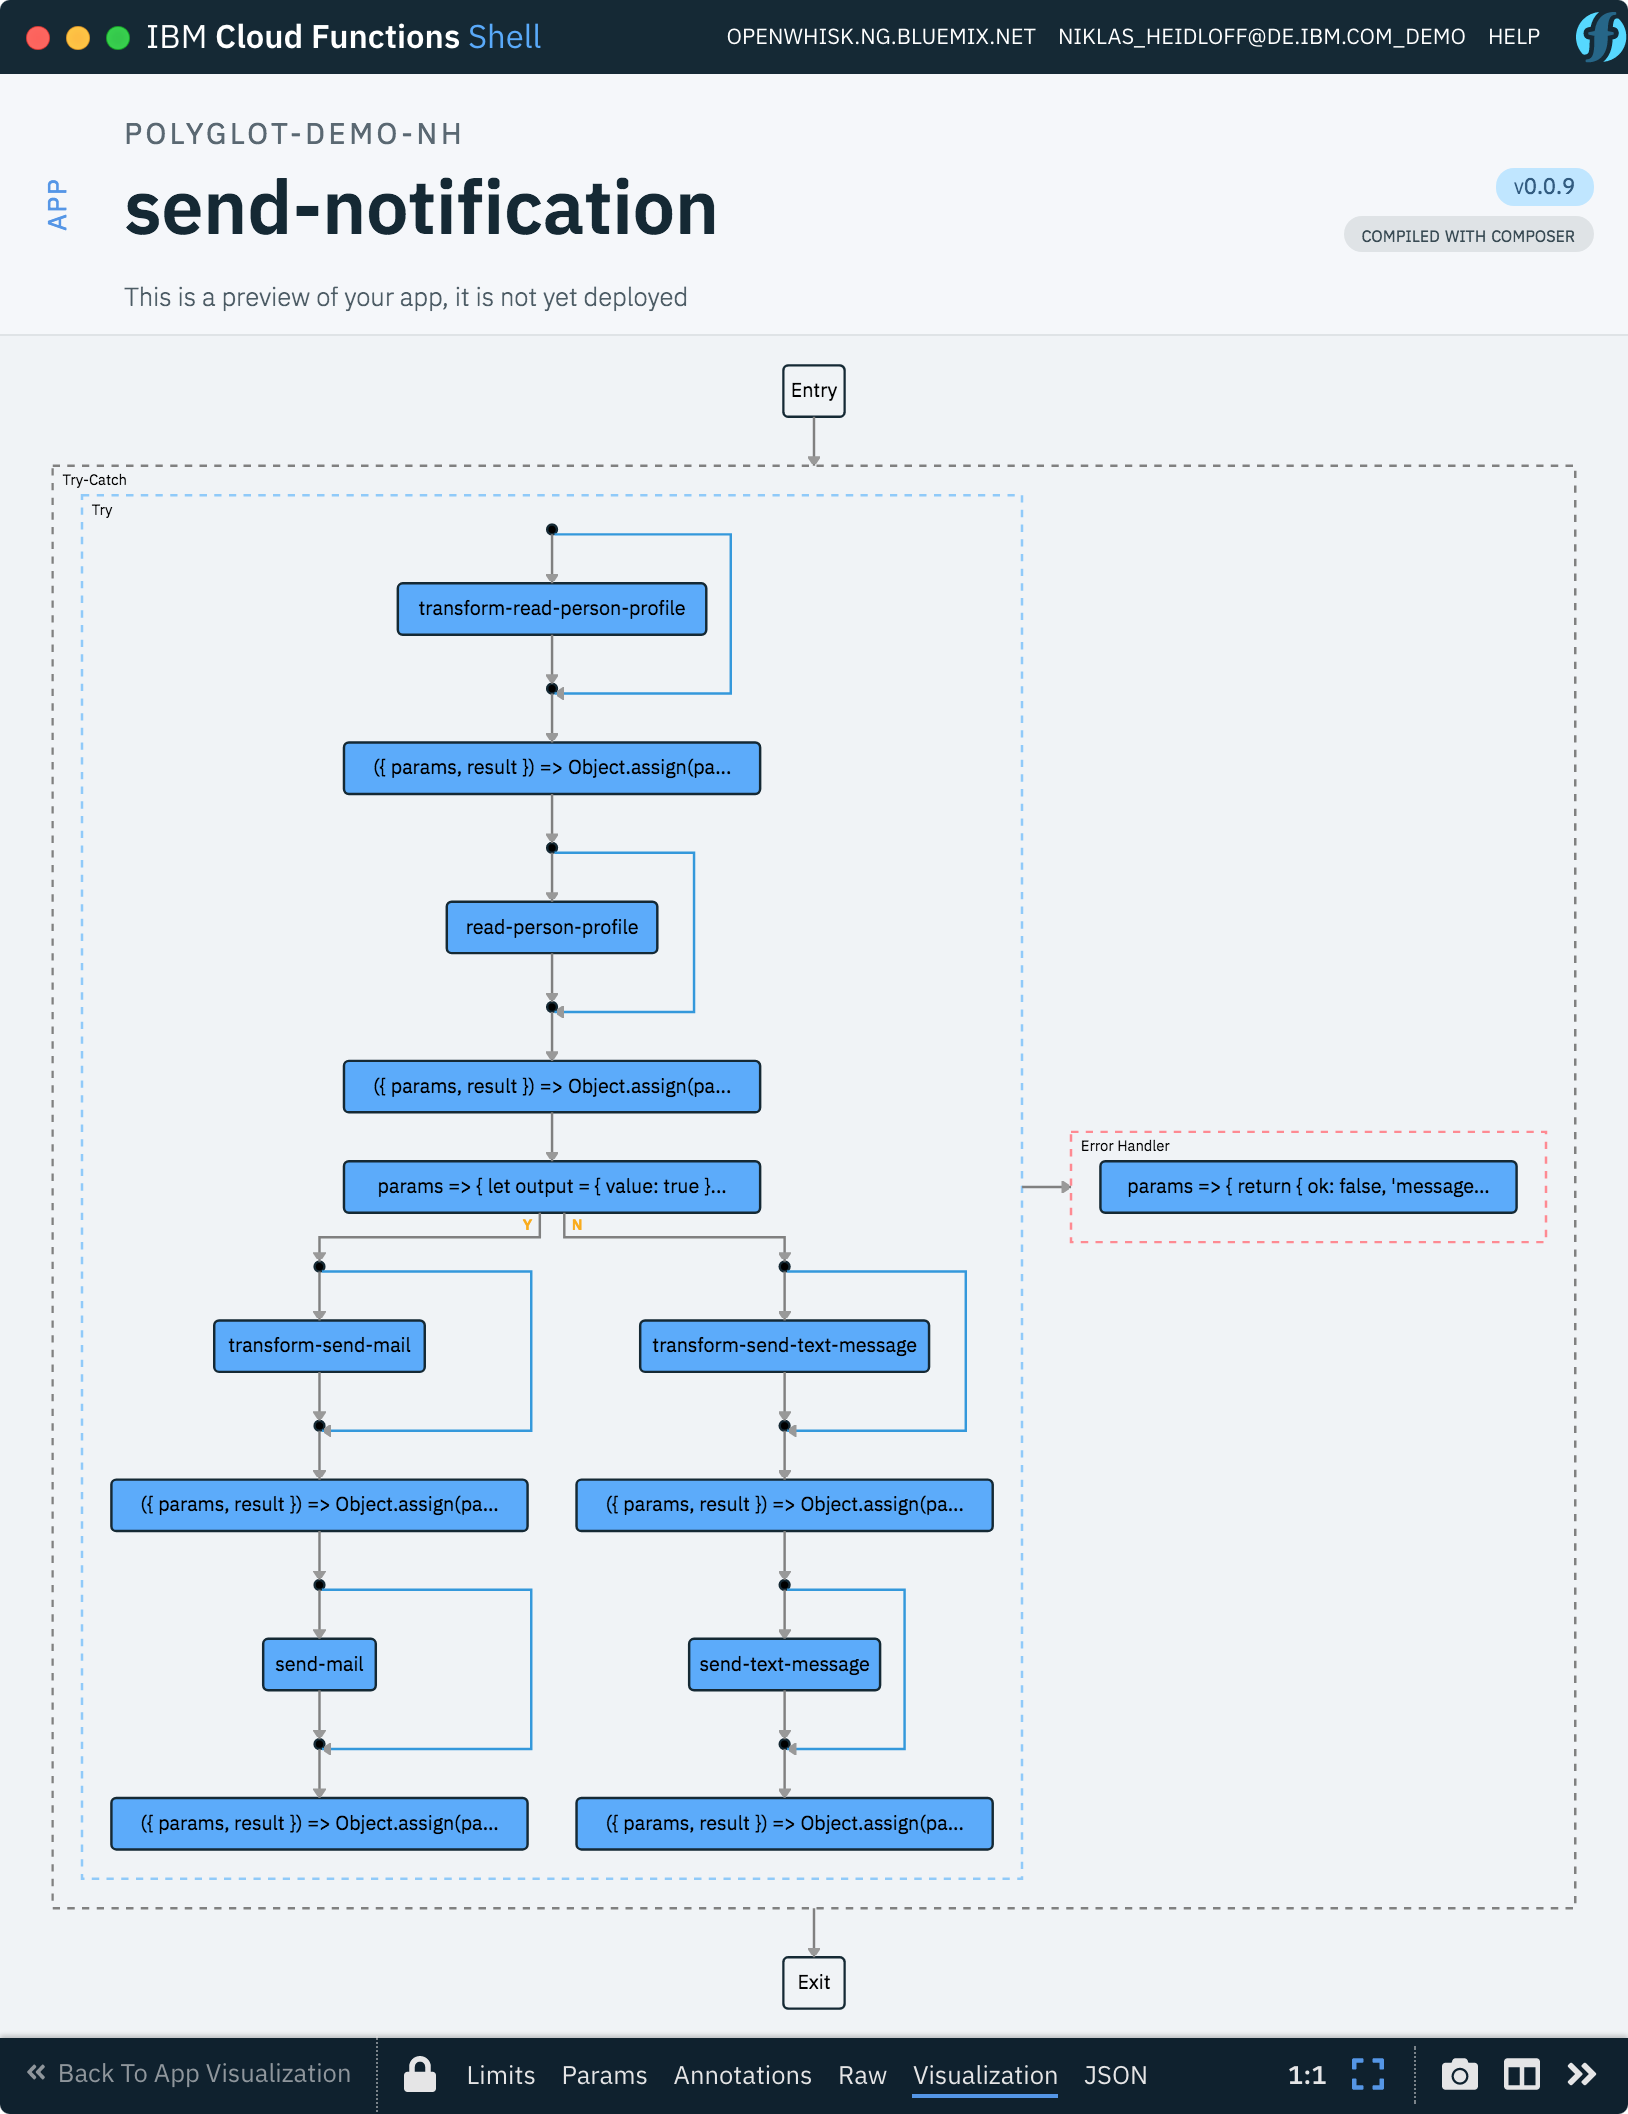 IBM Cloud Functions Shell
OPENWHISK.NG.BLUEMIX.NET NIKLAS_HEIDLOFF@DE.IBM.COM_DEMO HELP
POLYGLOT-DEMO-NH
APP
send-notification
v0.0.9
COMPILED WITH COMPOSER
This is a preview of your app, it is not yet deployed
Entry
Try-Catch
Try
transform-read-person-profile
({ params, result }) => Object.assign(pa...
read-person-profile
({ params, result }) => Object.assign(pa...
Error Handler
params => { let output = { value: true }...
params => { return { ok: false, 'message...
Y N
transform-send-mail
transform-send-text-message
({ params, result }) => Object.assign(pa...
({ params, result }) => Object.assign(pa...
send-mail
send-text-message
({ params, result }) => Object.assign(pa...
({ params, result }) => Object.assign(pa...
Exit
Back To App Visualization Limits Params Annotations Raw Visualization JSON 1:1